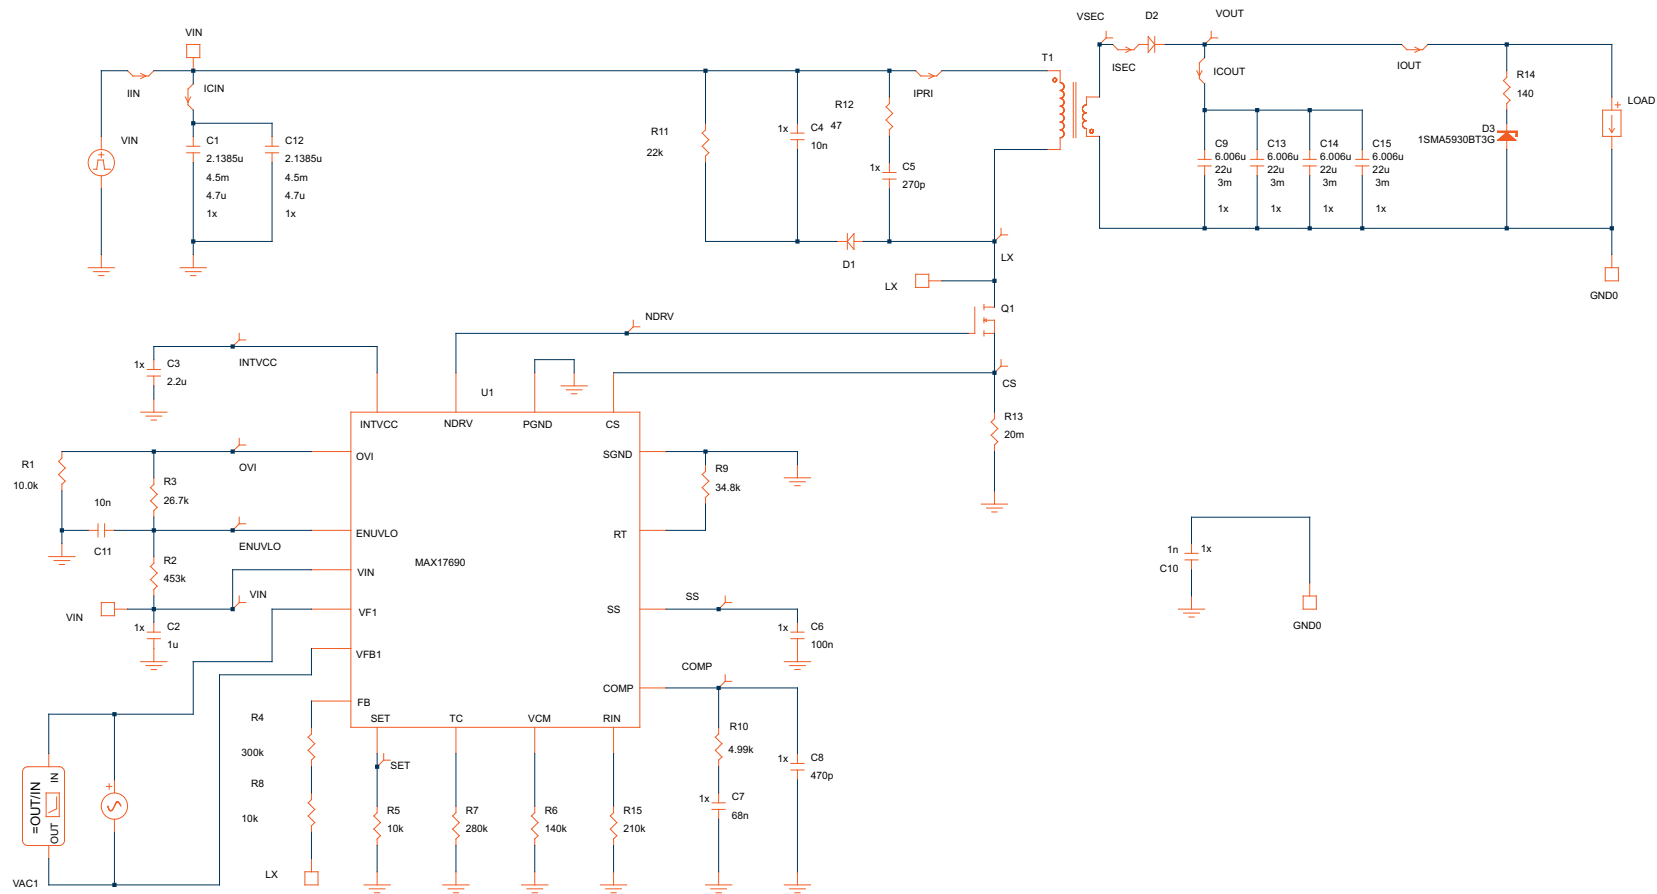 VSEC
D2
VOUT
VIN
T1
ISEC
ICOUT
IOUT
IIN
ICIN
IPRI
R14
140
LOAD
VIN
C1
2.1385u
4.5m
4.7u
1x
C12
2.1385u
4.5m
4.7u
1x
R11
22k
1x
C4
10n
R12
47
1x
C5
270p
C9
6.006u
22u
3m
1x
C13
6.006u
22u
3m
1x
C14
6.006u
22u
3m
1x
C15
6.006u
22u
3m
1x
D3
1SMA5930BT3G
D1
LX
LX
GND0
Q1
NDRV
INTVCC
1x
C3
2.2u
U1
CS
R13
20m
INTVCC
NDRV
PGND
CS
OVI
SGND
ENUVLO
RT
MAX17690
VIN
VF1
SS
VFB1
COMP
FB
SET
TC
VCM
RIN
R1
10.0k
OVI
R3
26.7k
10n
C11
ENUVLO
R2
453k
VIN
VIN
1x
C2
1u
R9
34.8k
SS
1x
C6
100n
COMP
R10
4.99k
1x
C7
68n
1x
C8
470p
1n
1x
C10
GND0
R4
300k
R8
10k
LX
SET
R5
10k
R7
280k
R6
140k
R15
210k
=OUT/IN
IN
OUT
VAC1